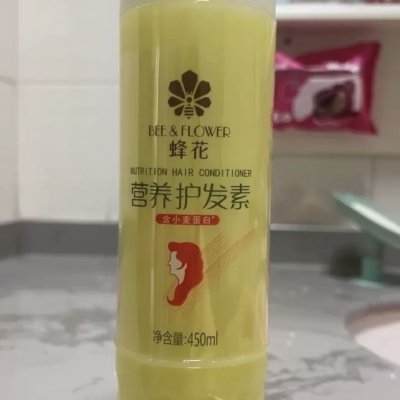 BEE & FLOWER
蜂花
NUTRITION HAIR CONDITIONER
营养护发素
含小麦蛋白*
净含量:450ml